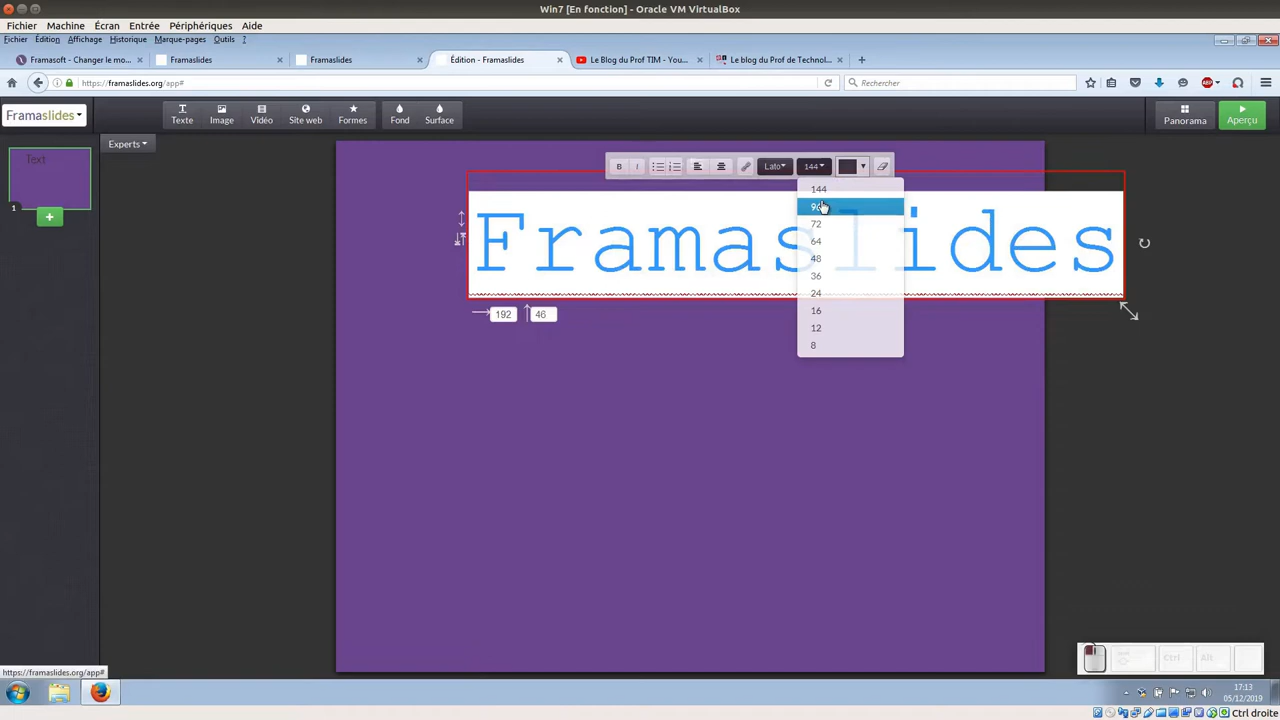 Win7 [En fonction] - Oracle VM VirtualBox
Fichier Machine Écran Entrée Périphériques Aide
Fichier Édition Affichage Historique Marque-pages Outils ?
Framasoft - Changer le mo... × Framaslides × Framaslides × Édition - Framaslides × Le Blog du Prof TIM - You... × Le blog du Prof de Technol... × +
https://framaslides.org/app# Rechercher ABP
Framaslides Texte Image Vidéo Site web Formes Fond Surface Panorama Aperçu
Experts
Text
1
+
B I Lato 144
144
72
64
48
36
24
16
12
8
Framaslides
192 46
Ctrl Alt
https://framaslides.org/app#
17:13
05/12/2019
Ctrl droite